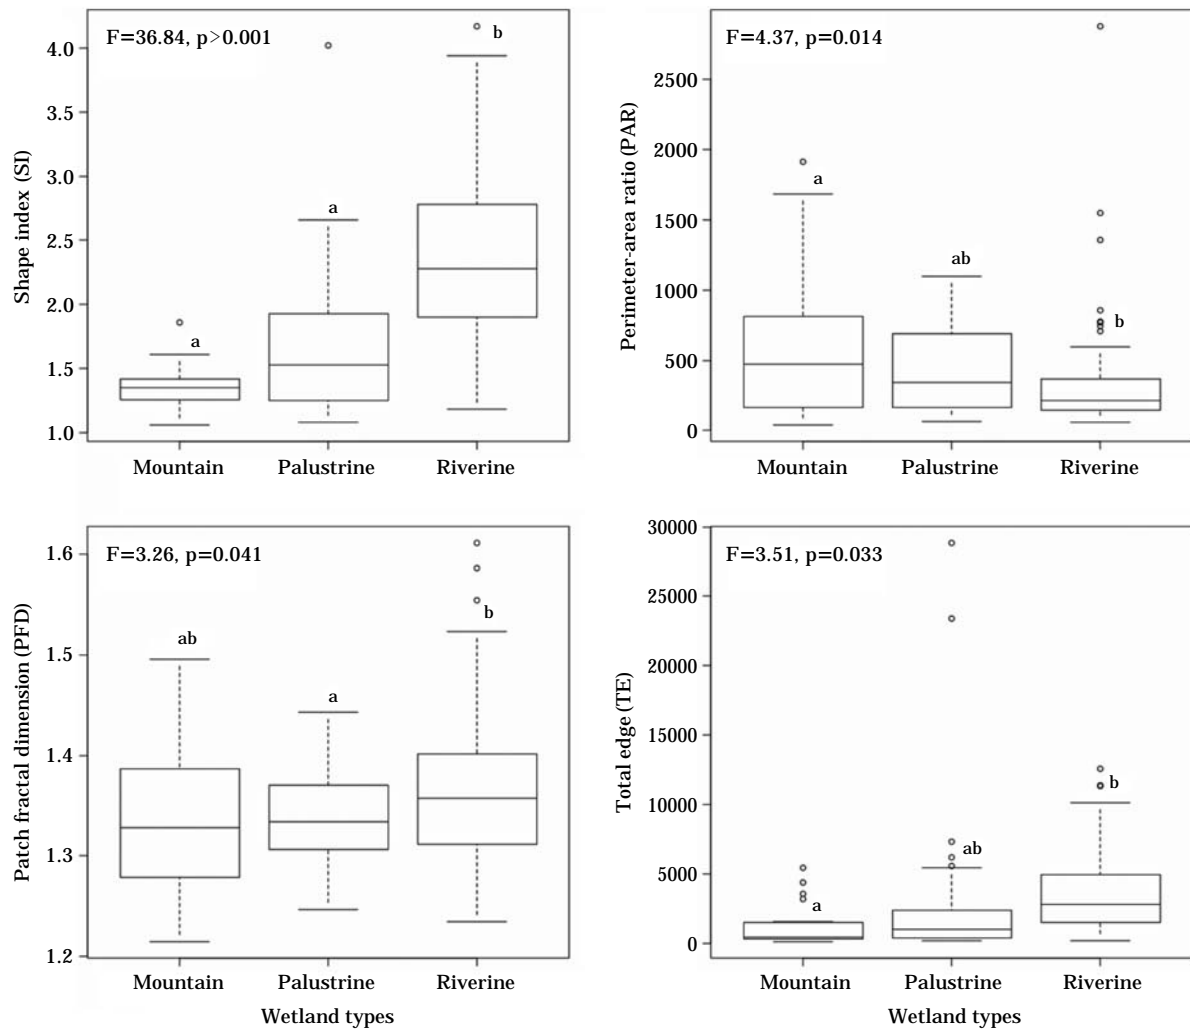 F=36.84, p>0.001
Shape index (SI)
4.0
3.5
3.0
2.5
2.0
1.5
1.0
a
a
b
Mountain Palustrine Riverine
F=4.37, p=0.014
Perimeter-area ratio (PAR)
2500
2000
1500
1000
500
0
a
ab
b
Mountain Palustrine Riverine
F=3.26, p=0.041
Patch fractal dimension (PFD)
1.6
1.5
1.4
1.3
1.2
ab
a
b
Mountain Palustrine Riverine
Wetland types
F=3.51, p=0.033
Total edge (TE)
30000
25000
20000
15000
10000
5000
0
a
ab
b
Mountain Palustrine Riverine
Wetland types